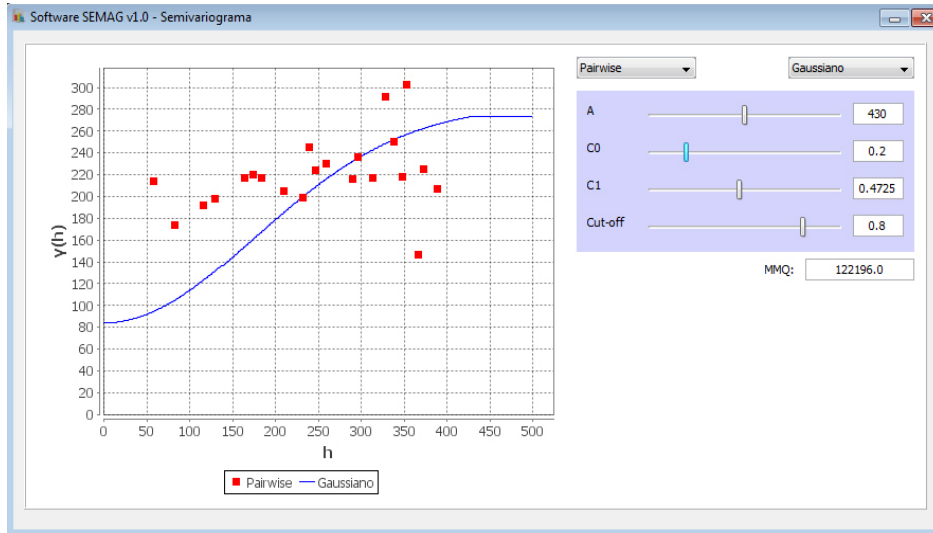 Software SEMAG v1.0 - Semivariograma
Pairwise
Gaussiano
A
430
C0
0.2
C1
0.4725
Cut-off
0.8
MMQ:
122196.0
γ(h)
300
280
260
240
220
200
180
160
140
120
100
80
60
40
20
0
0 50 100 150 200 250 300 350 400 450 500
h
Pairwise Gaussiano